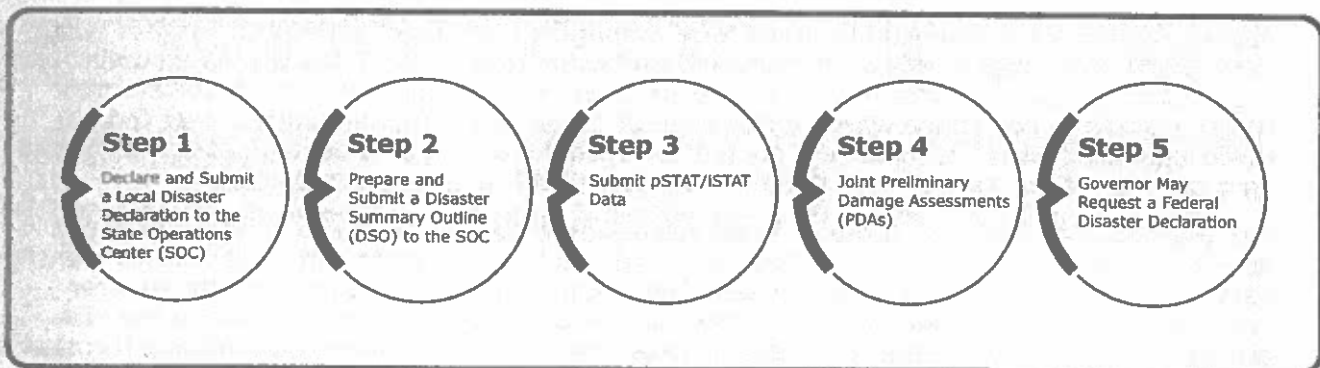 Step 1
Declare and Submit
a Local Disaster
Declaration to the
State Operations
Center (SOC)
Step 2
Prepare and
Submit a Disaster
Summary Outline
(DSO) to the SOC
Step 3
Submit pSTAT/iSTAT
Data
Step 4
Joint Preliminary
Damage Assessments
(PDAs)
Step 5
Governor May
Request a Federal
Disaster Declaration